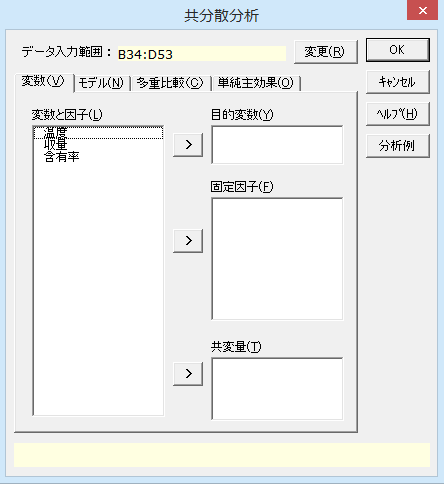 共分散分析
データ入力範囲： B34:D53
変更(R)
OK
変数(V)
モデル(N)
多重比較(C)
単純主効果(O)
ｷｬﾝｾﾙ
ﾍﾙﾌﾟ(H)
分析例
変数と因子(L)
目的変数(Y)
温度
収量
含有率
>
固定因子(F)
>
共変量(T)
>